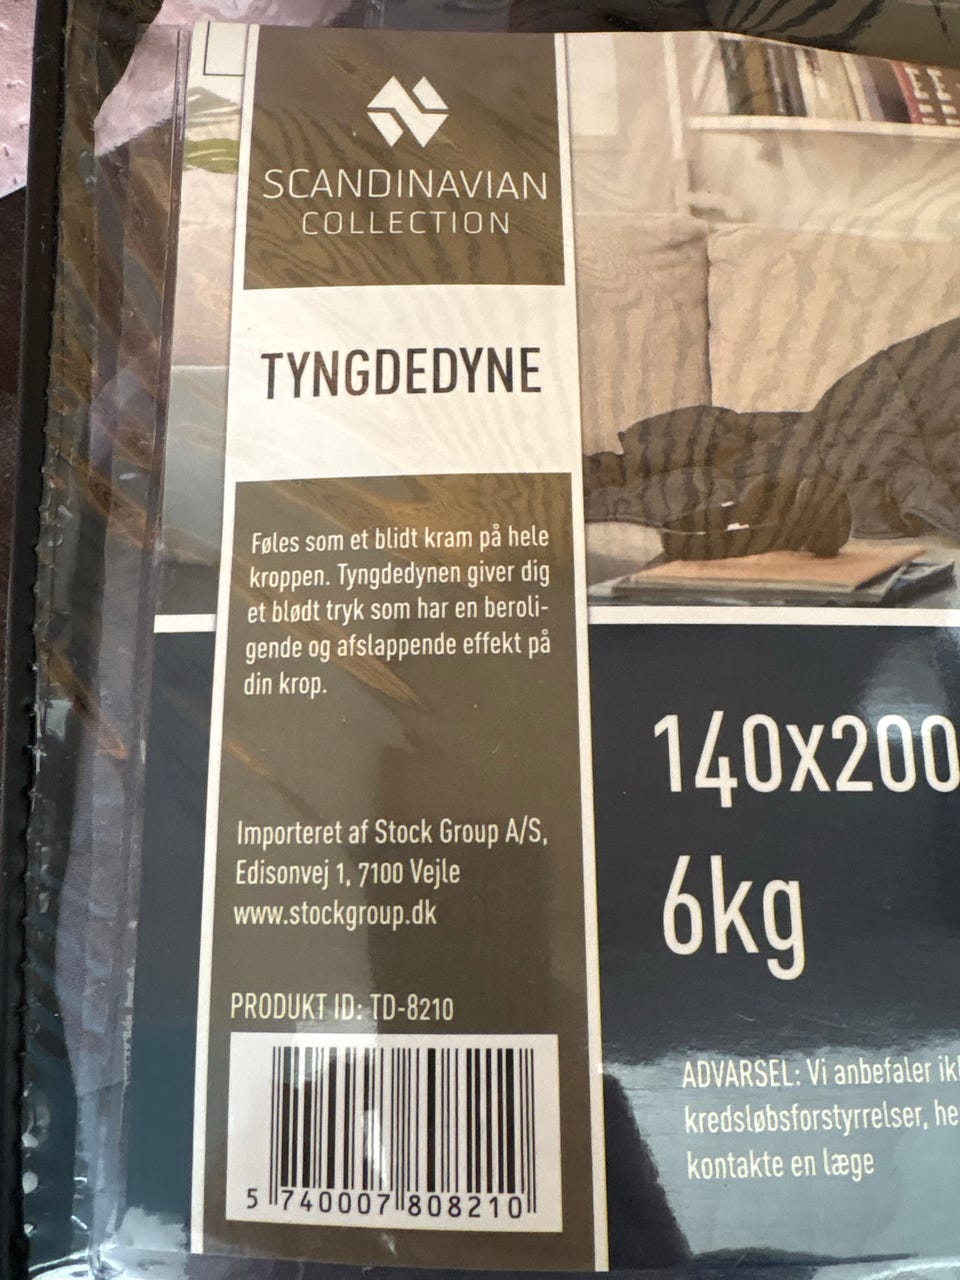 SCANDINAVIAN
COLLECTION
TYNGDEDYNE
Føles som et blidt kram på hele
kroppen. Tyngdedynen giver dig
et blødt tryk som har en beroli-
gende og afslappende effekt på
din krop.
Importeret af Stock Group A/S,
Edisonvej 1, 7100 Vejle
www.stockgroup.dk
PRODUKT ID: TD-8210
5 740007 808210
140x200
6kg
ADVARSEL: Vi anbefaler
kredsløbsforstyrrelser,
kontakte en læge